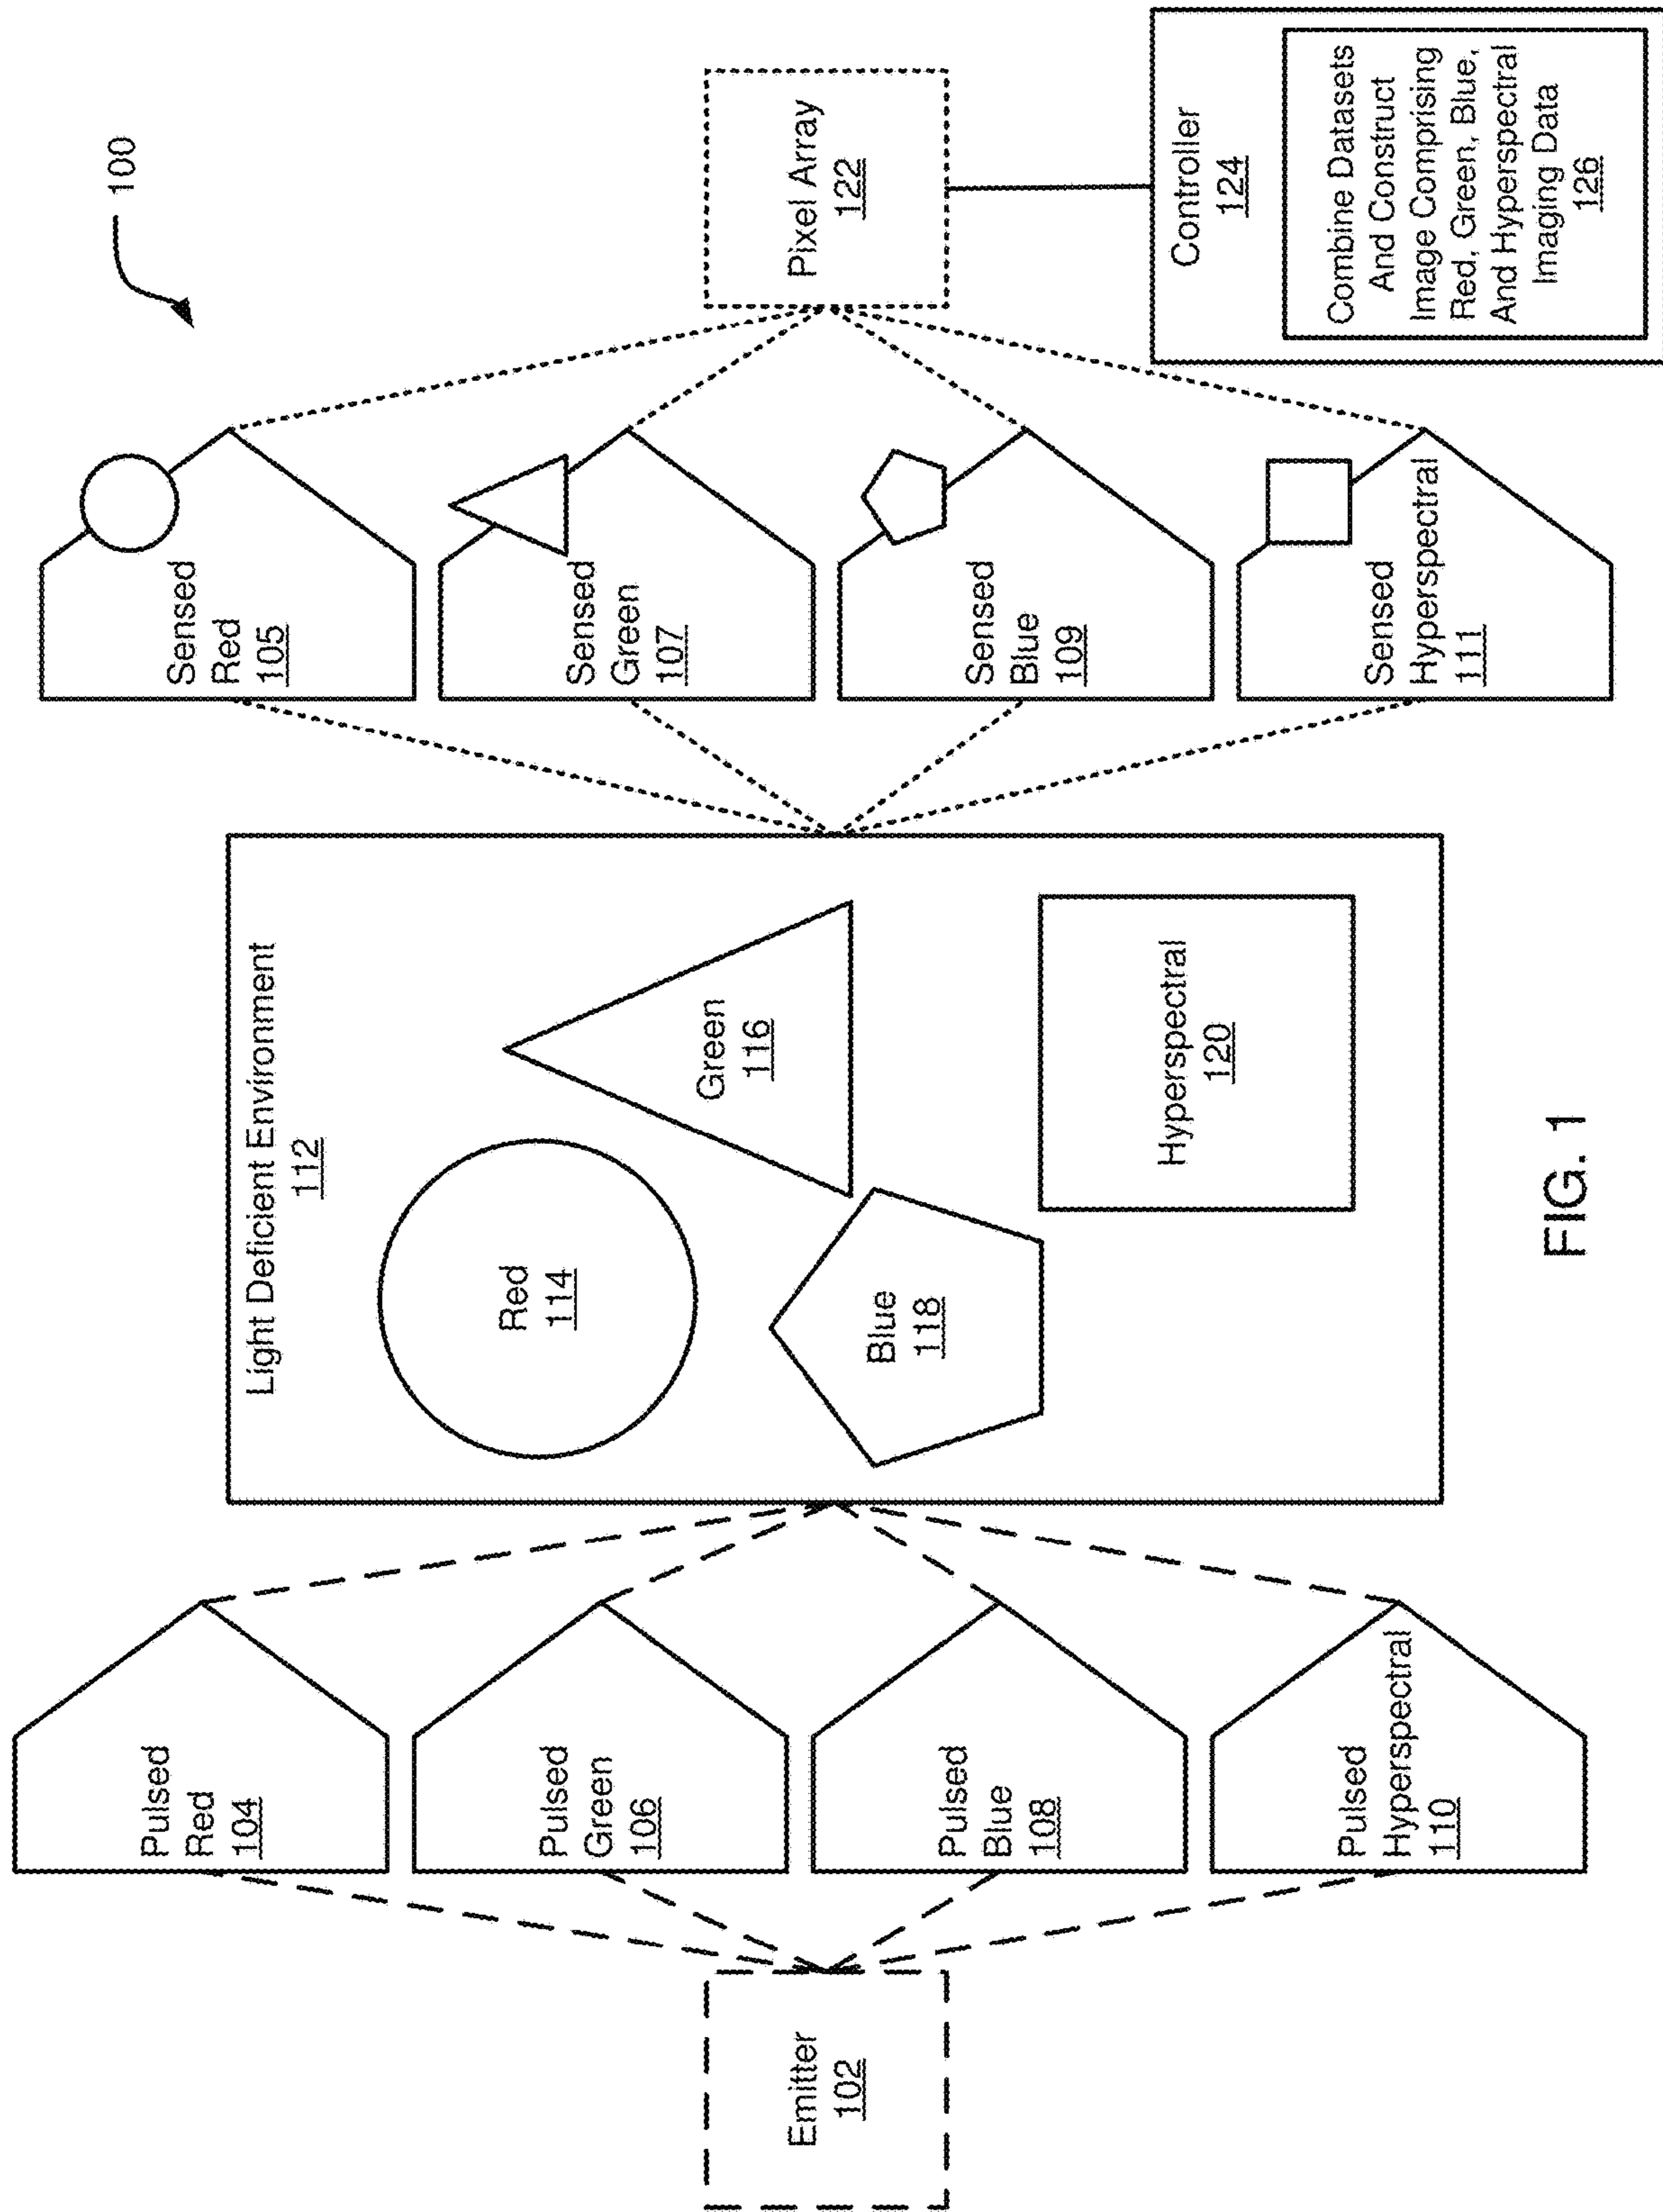 100
Emitter
102
Pulsed
Red
104
Pulsed
Green
106
Pulsed
Blue
108
Pulsed
Hyperspectral
110
Light Deficient Environment
112
Red
114
Green
116
Blue
118
Hyperspectral
120
Sensed
Red
105
Sensed
Green
107
Sensed
Blue
109
Sensed
Hyperspectral
111
Pixel Array
122
Controller
124
Combine Datasets
And Construct
Image Comprising
Red, Green, Blue,
And Hyperspectral
Imaging Data
126
FIG. 1